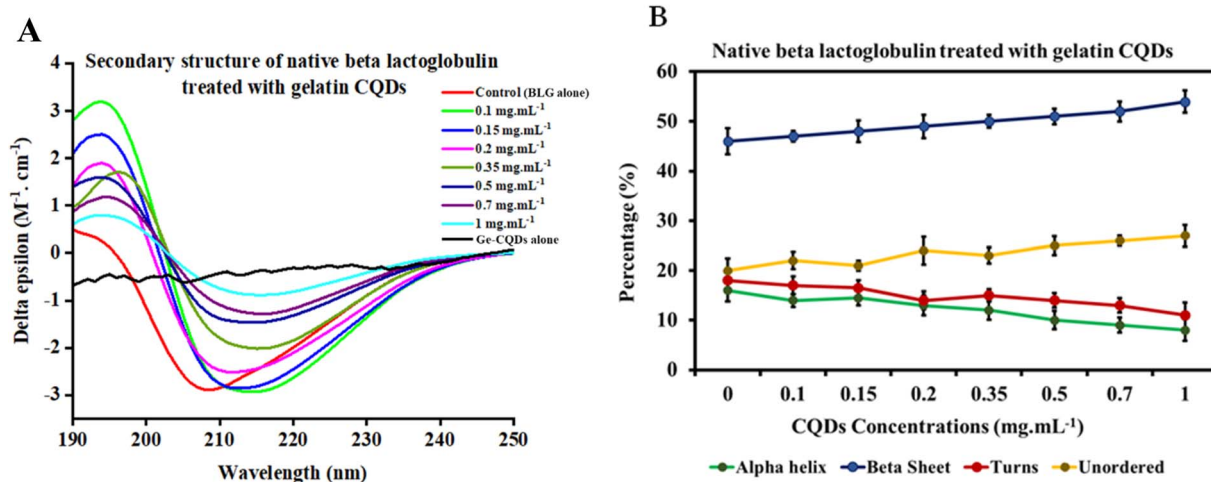 A
Secondary structure of native beta lactoglobulin
treated with gelatin CQDs
Control (BLG alone)
0.1 mg.mL⁻¹
0.15 mg.mL⁻¹
0.2 mg.mL⁻¹
0.35 mg.mL⁻¹
0.5 mg.mL⁻¹
0.7 mg.mL⁻¹
1 mg.mL⁻¹
Ge-CQDs alone
Delta epsilon (M⁻¹. cm⁻¹)
4
3
2
1
0
-1
-2
-3
190 200 210 220 230 240 250
Wavelength (nm)
B
Native beta lactoglobulin treated with gelatin CQDs
Percentage (%)
60
50
40
30
20
10
0
0 0.1 0.15 0.2 0.35 0.5 0.7 1
CQDs Concentrations (mg.mL⁻¹)
Alpha helix Beta Sheet Turns Unordered